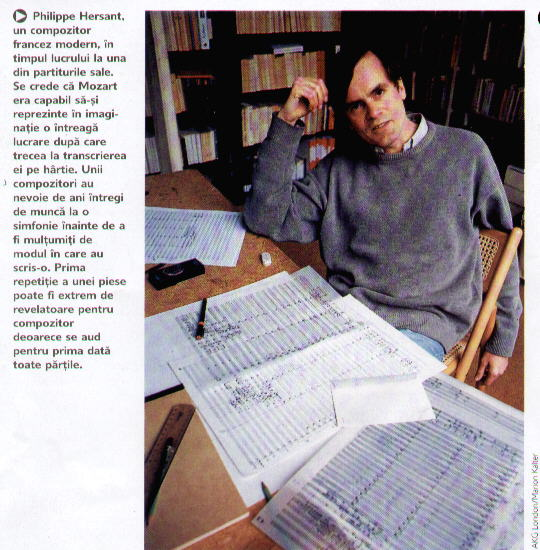 Philippe Hersant,
un compozitor
francez modern, în
timpul lucrului la una
din partiturile sale.
Se crede că Mozart
era capabil să-și
reprezinte în imagi-
nație o întreagă
lucrare după care
trecea la transcrierea
ei pe hârtie. Unii
compozitori au
nevoie de ani întregi
de muncă la o
simfonie înainte de a
fi mulțumiți de
modul în care au
scris-o. Prima
repetiție a unei piese
poate fi extrem de
revelatoare pentru
compozitor
deoarece se aud
pentru prima dată
toate părțile.
AKG London/Marion Kalter